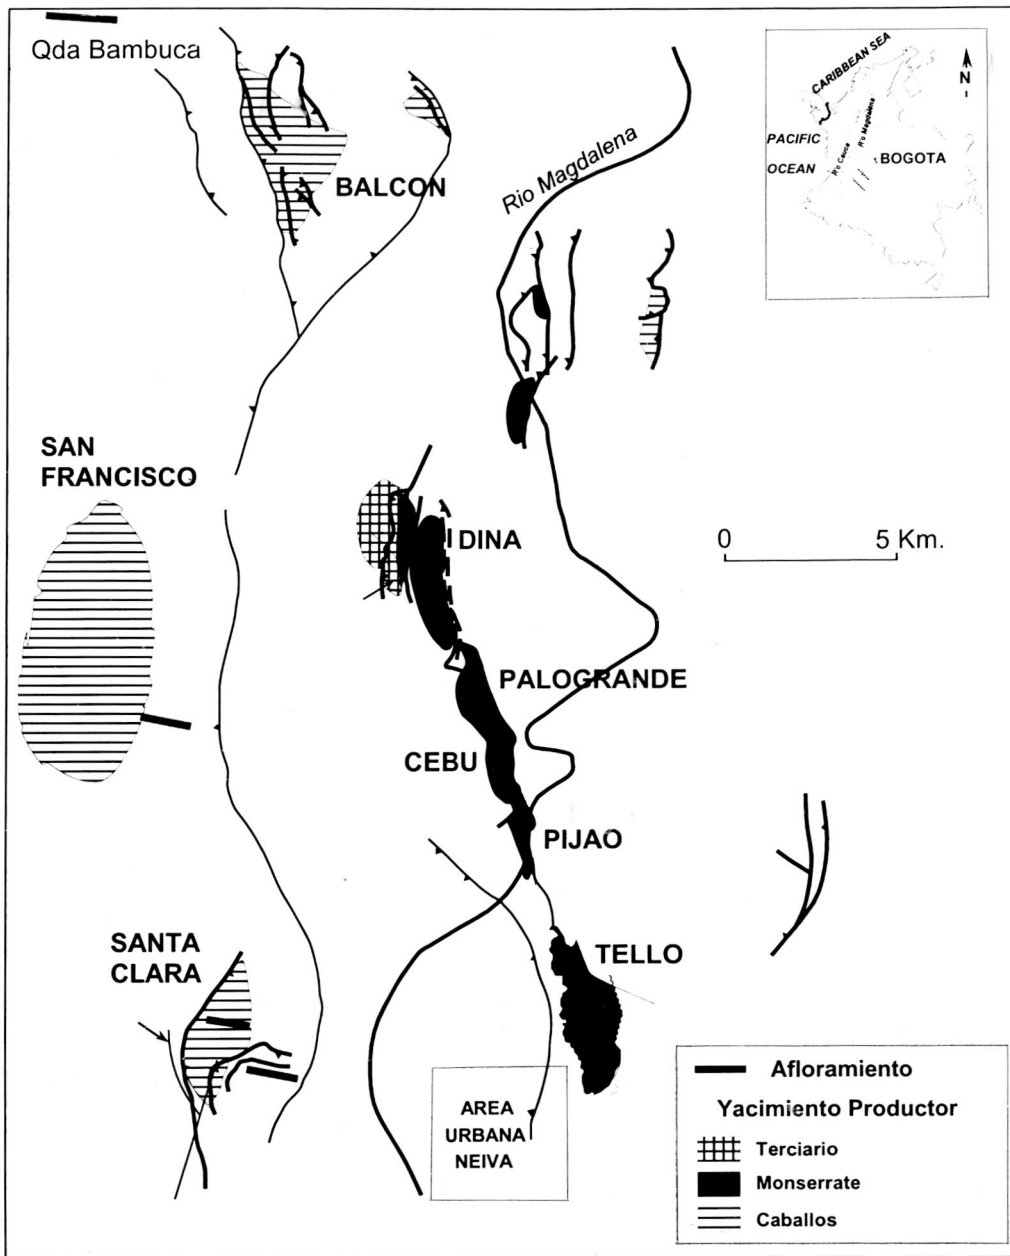 Qda Bambuca
CARIBBEAN SEA
N
PACIFIC
OCEAN
Rio Cauca
Rio Magdalena
BOGOTA
BALCON
Rio Magdalena
SAN
FRANCISCO
DINA
0 5 Km.
PALOGRANDE
CEBU
PIJAO
SANTA
CLARA
TELLO
AREA
URBANA
NEIVA
Afloramiento
Yacimiento Productor
Terciario
Monserrate
Caballos